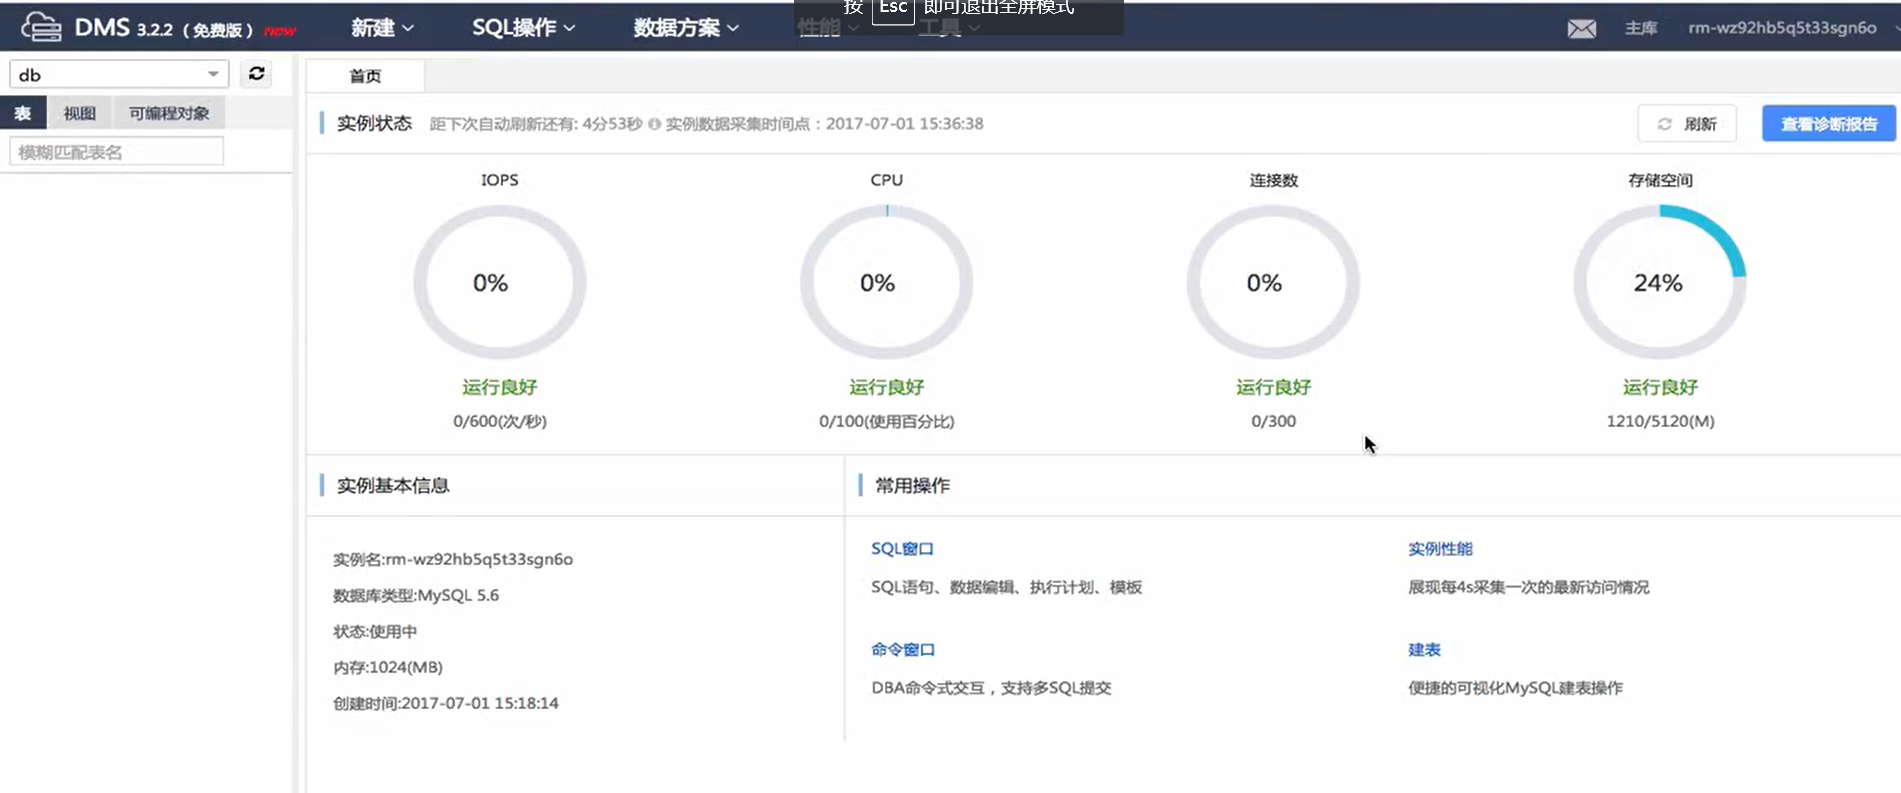 按 Esc 即可退出全屏模式
DMS 3.2.2 (免费版) new 新建 SQL操作 数据方案 性能 工具 主库 rm-wz92hb5q5t33sgn6o
db
首页
表 视图 可编程对象
模糊匹配表名
实例状态 距下次自动刷新还有: 4分53秒 实例数据采集时间点：2017-07-01 15:36:38 刷新 查看诊断报告
IOPS CPU 连接数 存储空间
0% 0% 0% 24%
运行良好 运行良好 运行良好 运行良好
0/600(次/秒) 0/100(使用百分比) 0/300 1210/5120(M)
实例基本信息 常用操作
实例名:rm-wz92hb5q5t33sgn6o
数据库类型:MySQL 5.6
状态:使用中
内存:1024(MB)
创建时间:2017-07-01 15:18:14
SQL窗口 实例性能
SQL语句、数据编辑、执行计划、模板 展现每4s采集一次的最新访问情况
命令窗口 建表
DBA命令式交互，支持多SQL提交 便捷的可视化MySQL建表操作